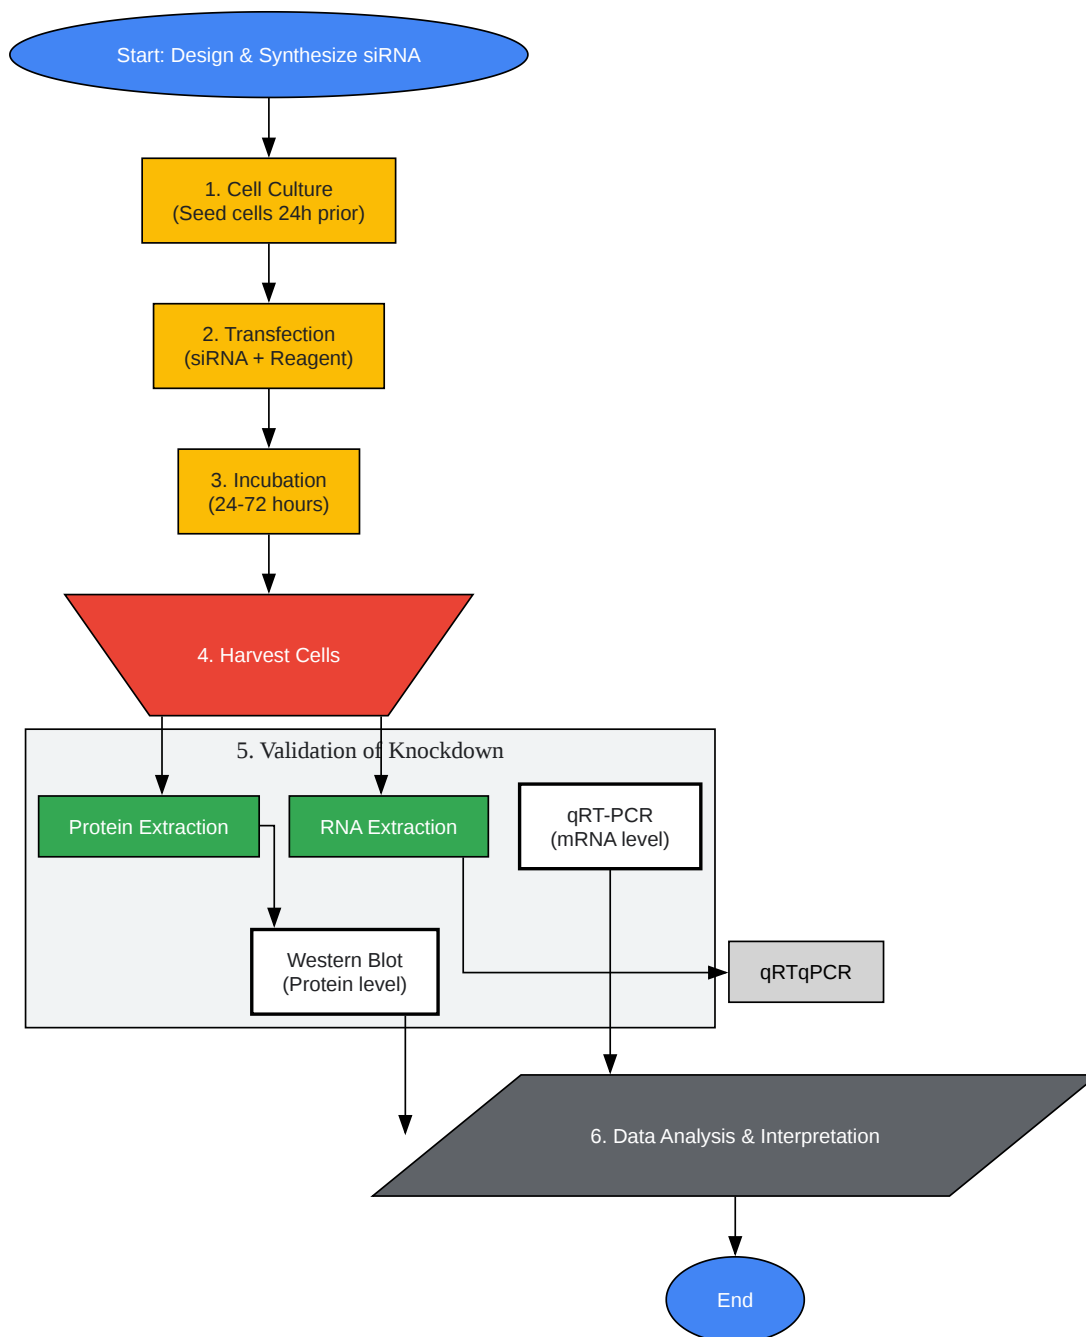 Start: Design & Synthesize siRNA
1. Cell Culture
(Seed cells 24h prior)
2. Transfection
(siRNA + Reagent)
3. Incubation
(24-72 hours)
4. Harvest Cells
5. Validation of Knockdown
Protein Extraction
RNA Extraction
qRT-PCR
(mRNA level)
Western Blot
(Protein level)
qRTqPCR
6. Data Analysis & Interpretation
End